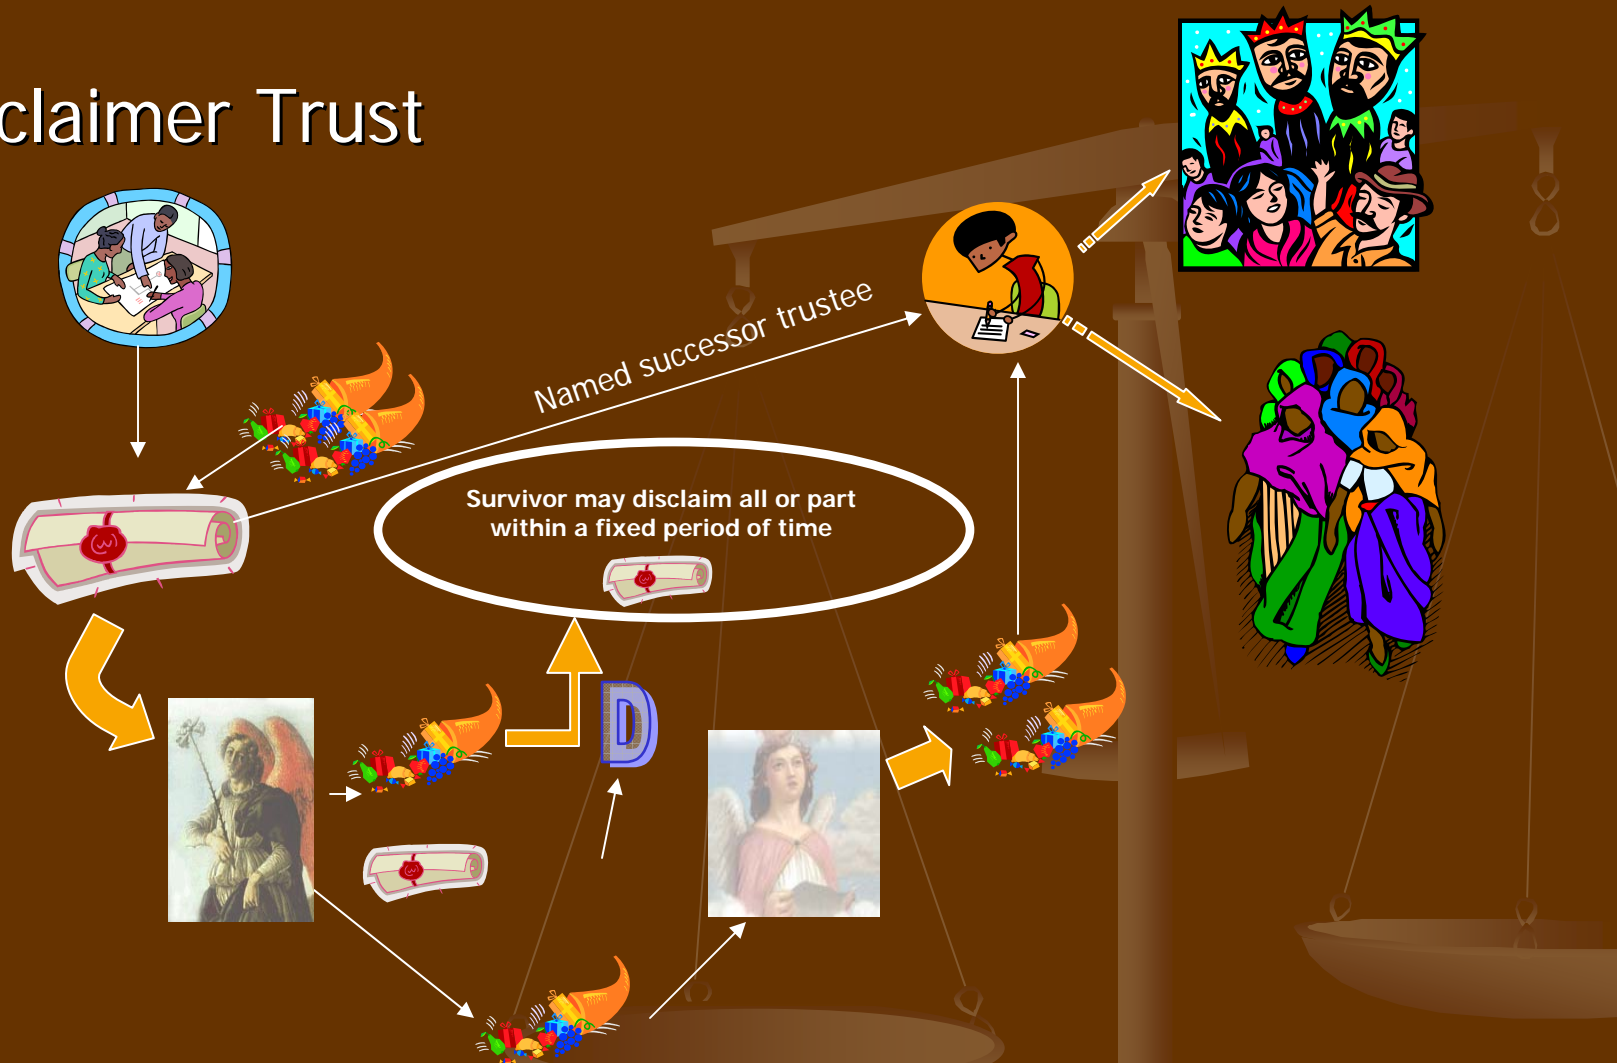 claimer Trust
Named successor trustee
Survivor may disclaim all or part
within a fixed period of time
D